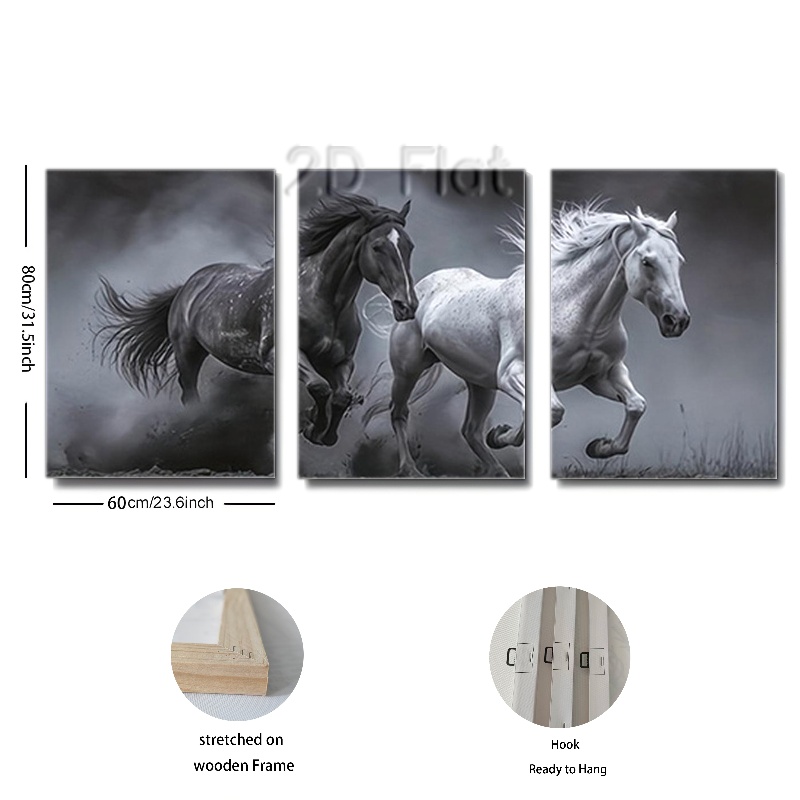 2D Flat
80cm/31.5inch
60cm/23.6inch
stretched on
wooden Frame
Hook
Ready to Hang